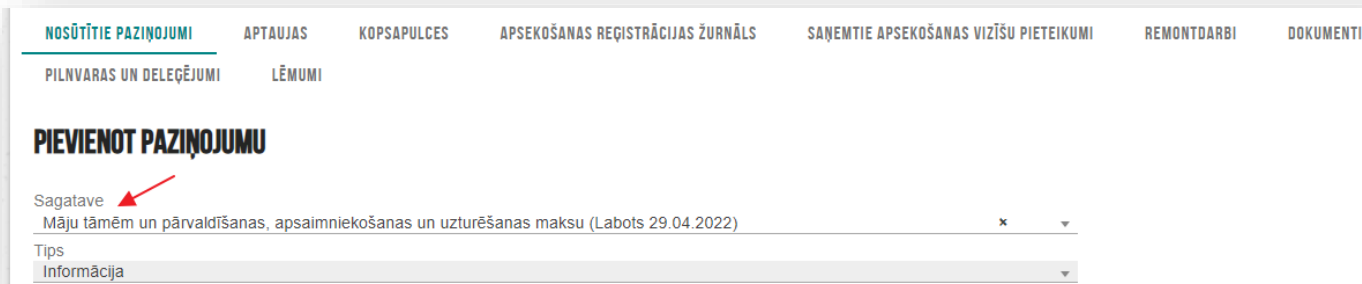 NOSŪTĪTIE PAZIŅOJUMI APTAUJAS KOPSAPULCES APSEKOŠANAS REĢISTRĀCIJAS ŽURNĀLS SAŅEMTIE APSEKOŠANAS VIZĪŠU PIETEIKUMI REMONTDARBI DOKUMENTI
PILNVARAS UN DELEĢĒJUMI LĒMUMI
PIEVIENOT PAZIŅOJUMU
Sagatave
Māju tāmēm un pārvaldīšanas, apsaimniekošanas un uzturēšanas maksu (Labots 29.04.2022)
Tips
Informācija